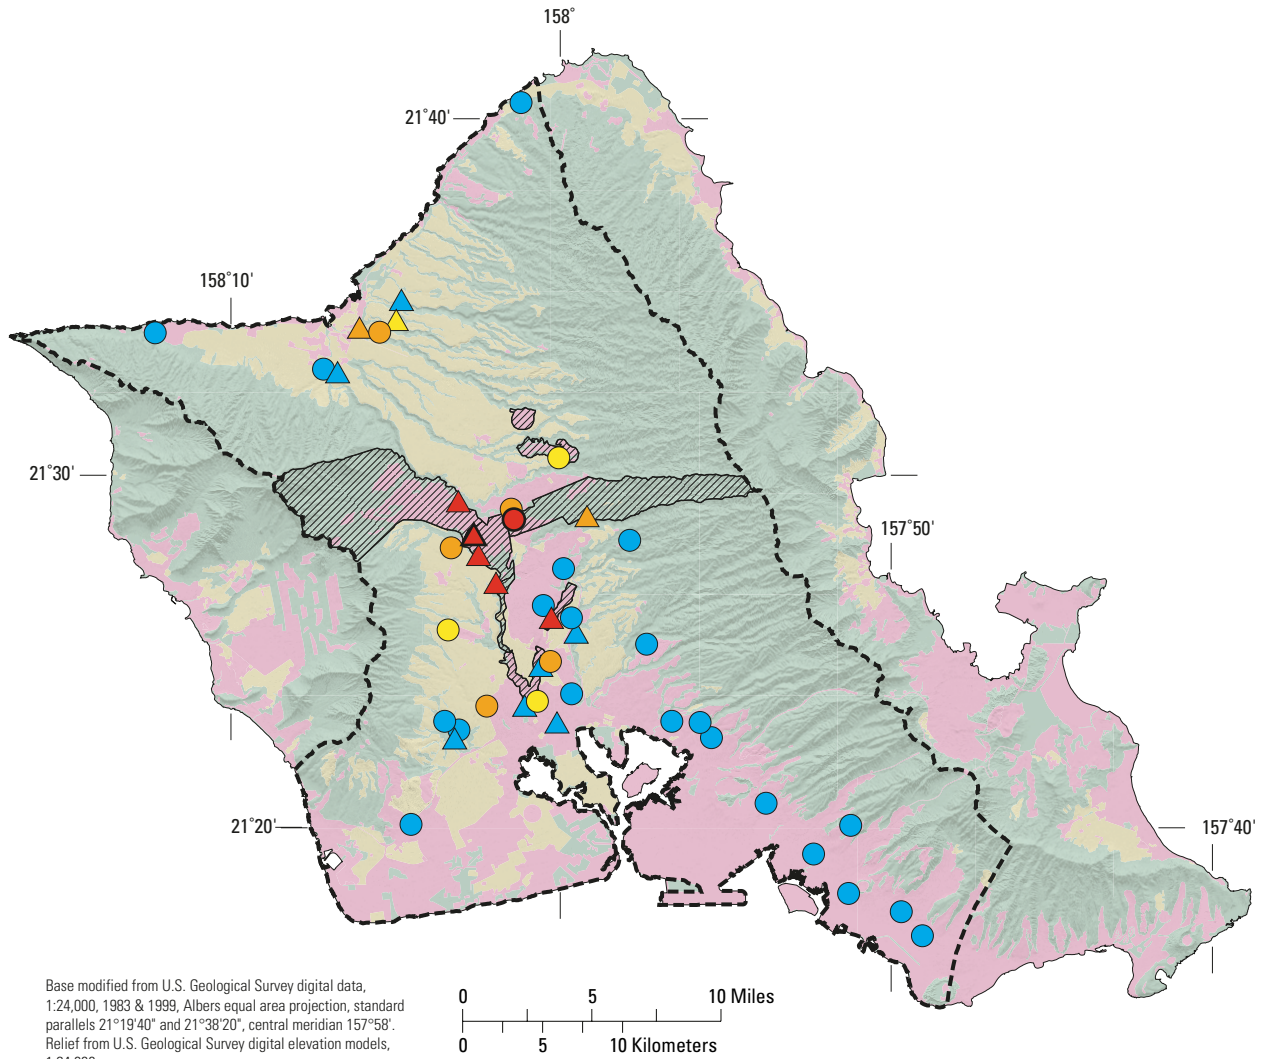 158°
21°40'
158°10'
21°30'
157°50'
21°20'
157°40'
Base modified from U.S. Geological Survey digital data,
1:24,000, 1983 & 1999, Albers equal area projection, standard
parallels 21°19'40" and 21°38'20", central meridian 157°58'.
Relief from U.S. Geological Survey digital elevation models,
0 5 10 Miles
0 5 10 Kilometers